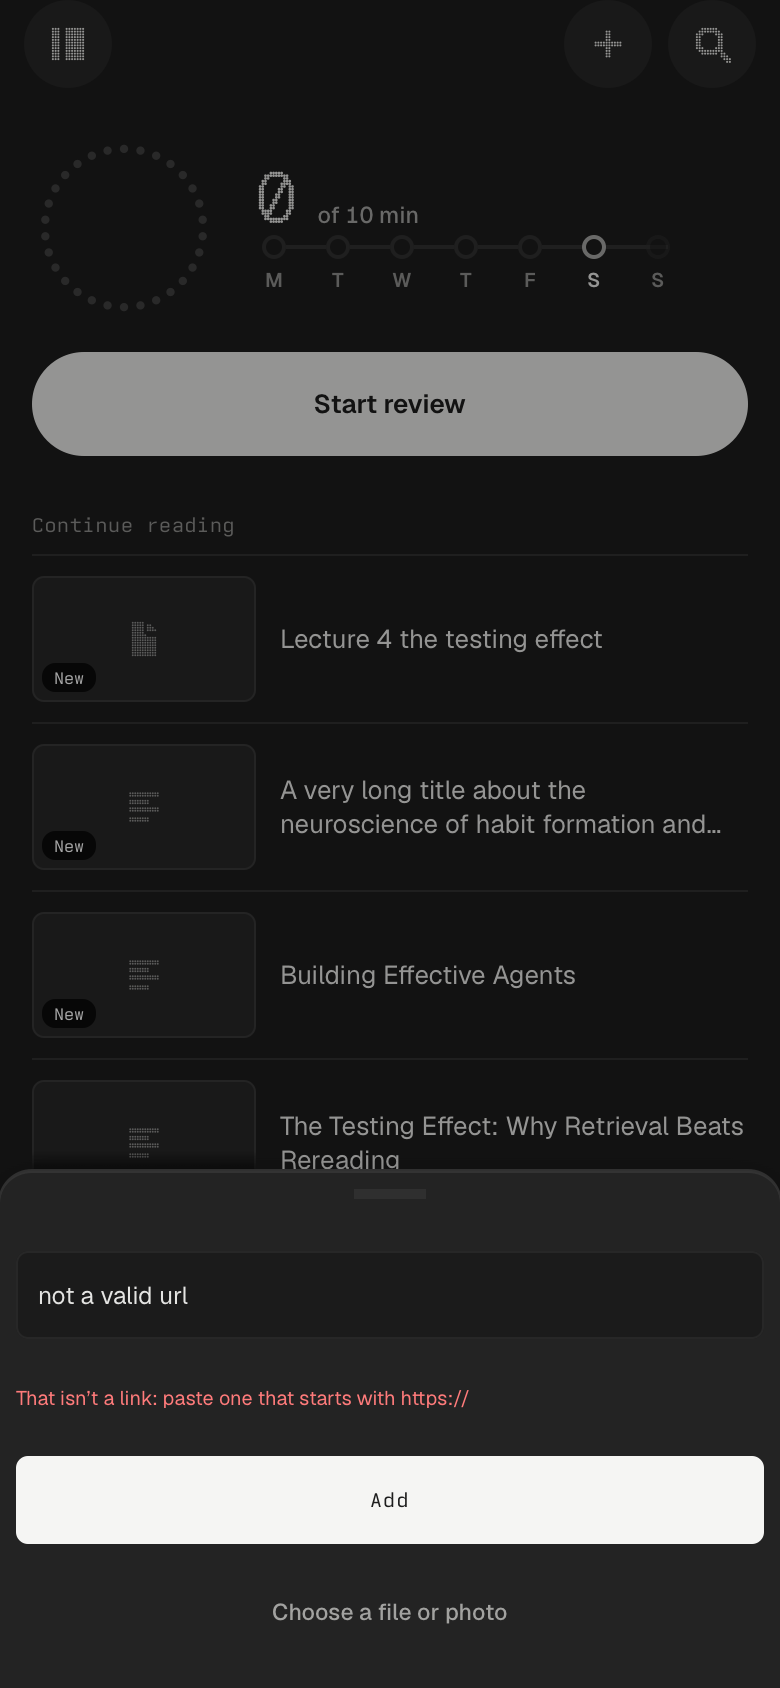 0 of 10 min
M T W T F S S
Start review
Continue reading
New
Lecture 4 the testing effect
New
A very long title about the
neuroscience of habit formation and…
New
Building Effective Agents
The Testing Effect: Why Retrieval Beats
Rereading
not a valid url
That isn’t a link: paste one that starts with https://
Add
Choose a file or photo